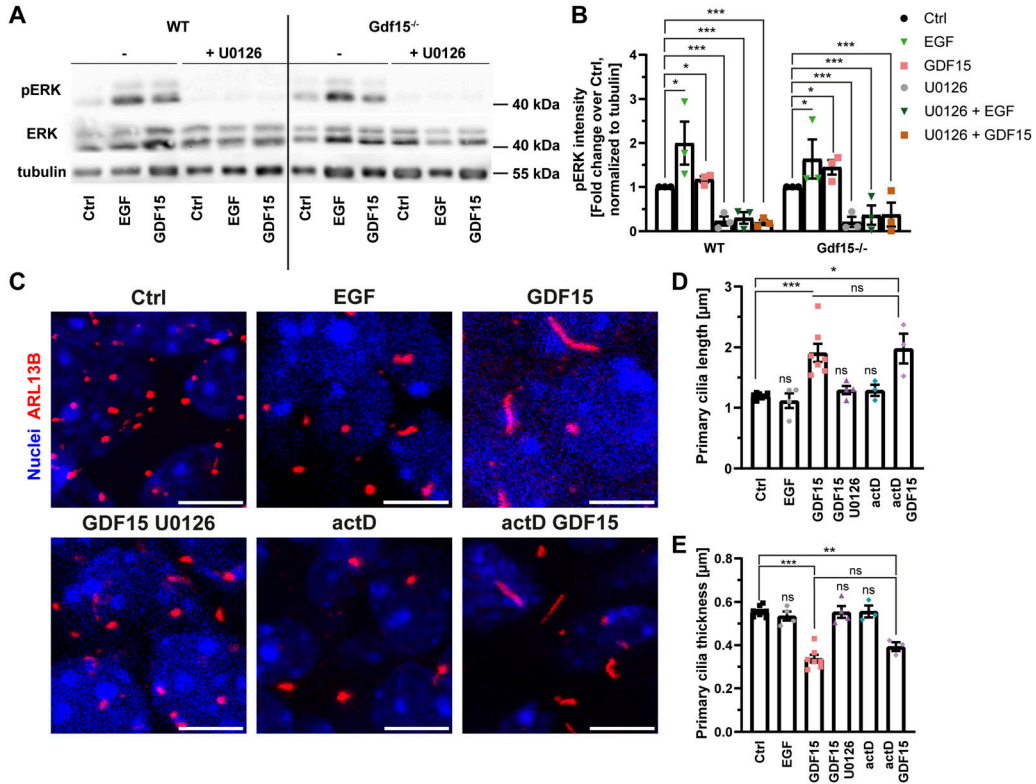 A
WT
Gdf15-/-
-
+ U0126
-
+ U0126
pERK
40 kDa
ERK
40 kDa
tubulin
55 kDa
Ctrl
EGF
GDF15
Ctrl
EGF
GDF15
Ctrl
EGF
GDF15
Ctrl
EGF
GDF15
B
pERK intensity
[Fold change over Ctrl,
normalized to tubulin]
4
3
2
1
0
***
***
***
*
*
***
***
***
*
*
WT
Gdf15-/-
Ctrl
EGF
GDF15
U0126
U0126 + EGF
U0126 + GDF15
C
Nuclei ARL13B
Ctrl
EGF
GDF15
GDF15 U0126
actD
actD GDF15
D
Primary cilia length [µm]
3
2
1
0
*
***
ns
ns
ns
ns
Ctrl
EGF
GDF15
GDF15
U0126
actD
actD
GDF15
E
Primary cilia thickness [µm]
0.8
0.6
0.4
0.2
0.0
**
***
ns
ns
ns
ns
Ctrl
EGF
GDF15
GDF15
U0126
actD
actD
GDF15